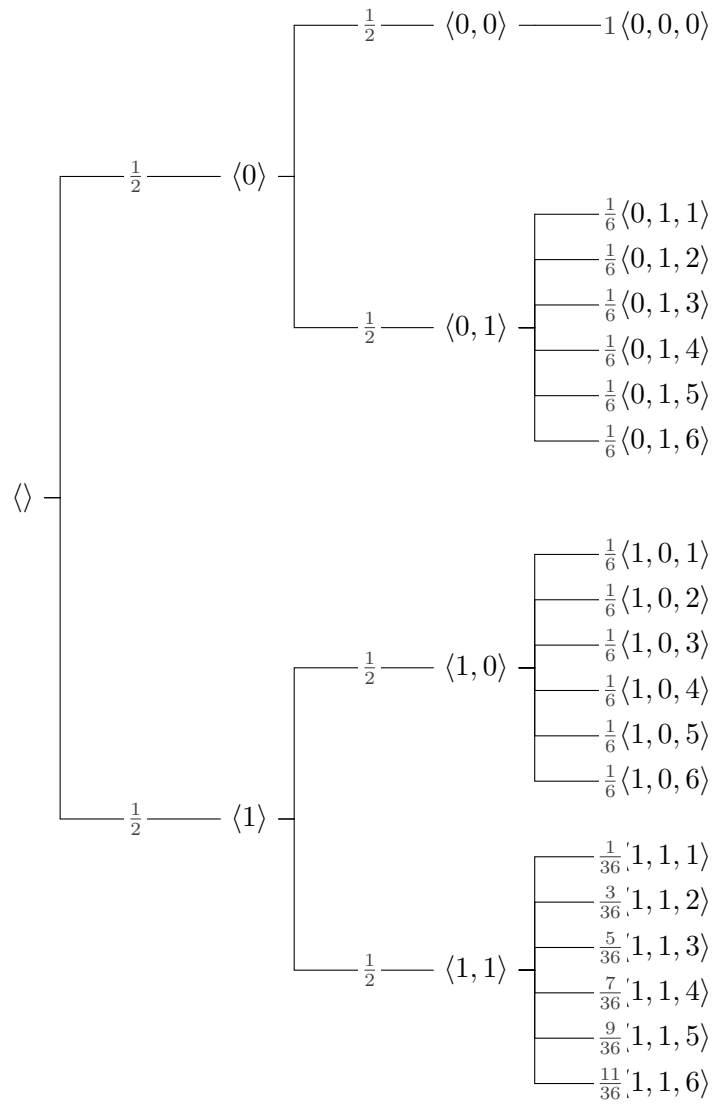 1/2 ⟨0, 0⟩ 1 ⟨0, 0, 0⟩
1/2 ⟨0⟩
1/6 ⟨0, 1, 1⟩
1/6 ⟨0, 1, 2⟩
1/6 ⟨0, 1, 3⟩
1/2 ⟨0, 1⟩
1/6 ⟨0, 1, 4⟩
1/6 ⟨0, 1, 5⟩
1/6 ⟨0, 1, 6⟩
⟨⟩
1/6 ⟨1, 0, 1⟩
1/6 ⟨1, 0, 2⟩
1/6 ⟨1, 0, 3⟩
1/2 ⟨1, 0⟩
1/6 ⟨1, 0, 4⟩
1/6 ⟨1, 0, 5⟩
1/6 ⟨1, 0, 6⟩
1/2 ⟨1⟩
1/36 ⟨1, 1, 1⟩
3/36 ⟨1, 1, 2⟩
5/36 ⟨1, 1, 3⟩
1/2 ⟨1, 1⟩
7/36 ⟨1, 1, 4⟩
9/36 ⟨1, 1, 5⟩
11/36 ⟨1, 1, 6⟩